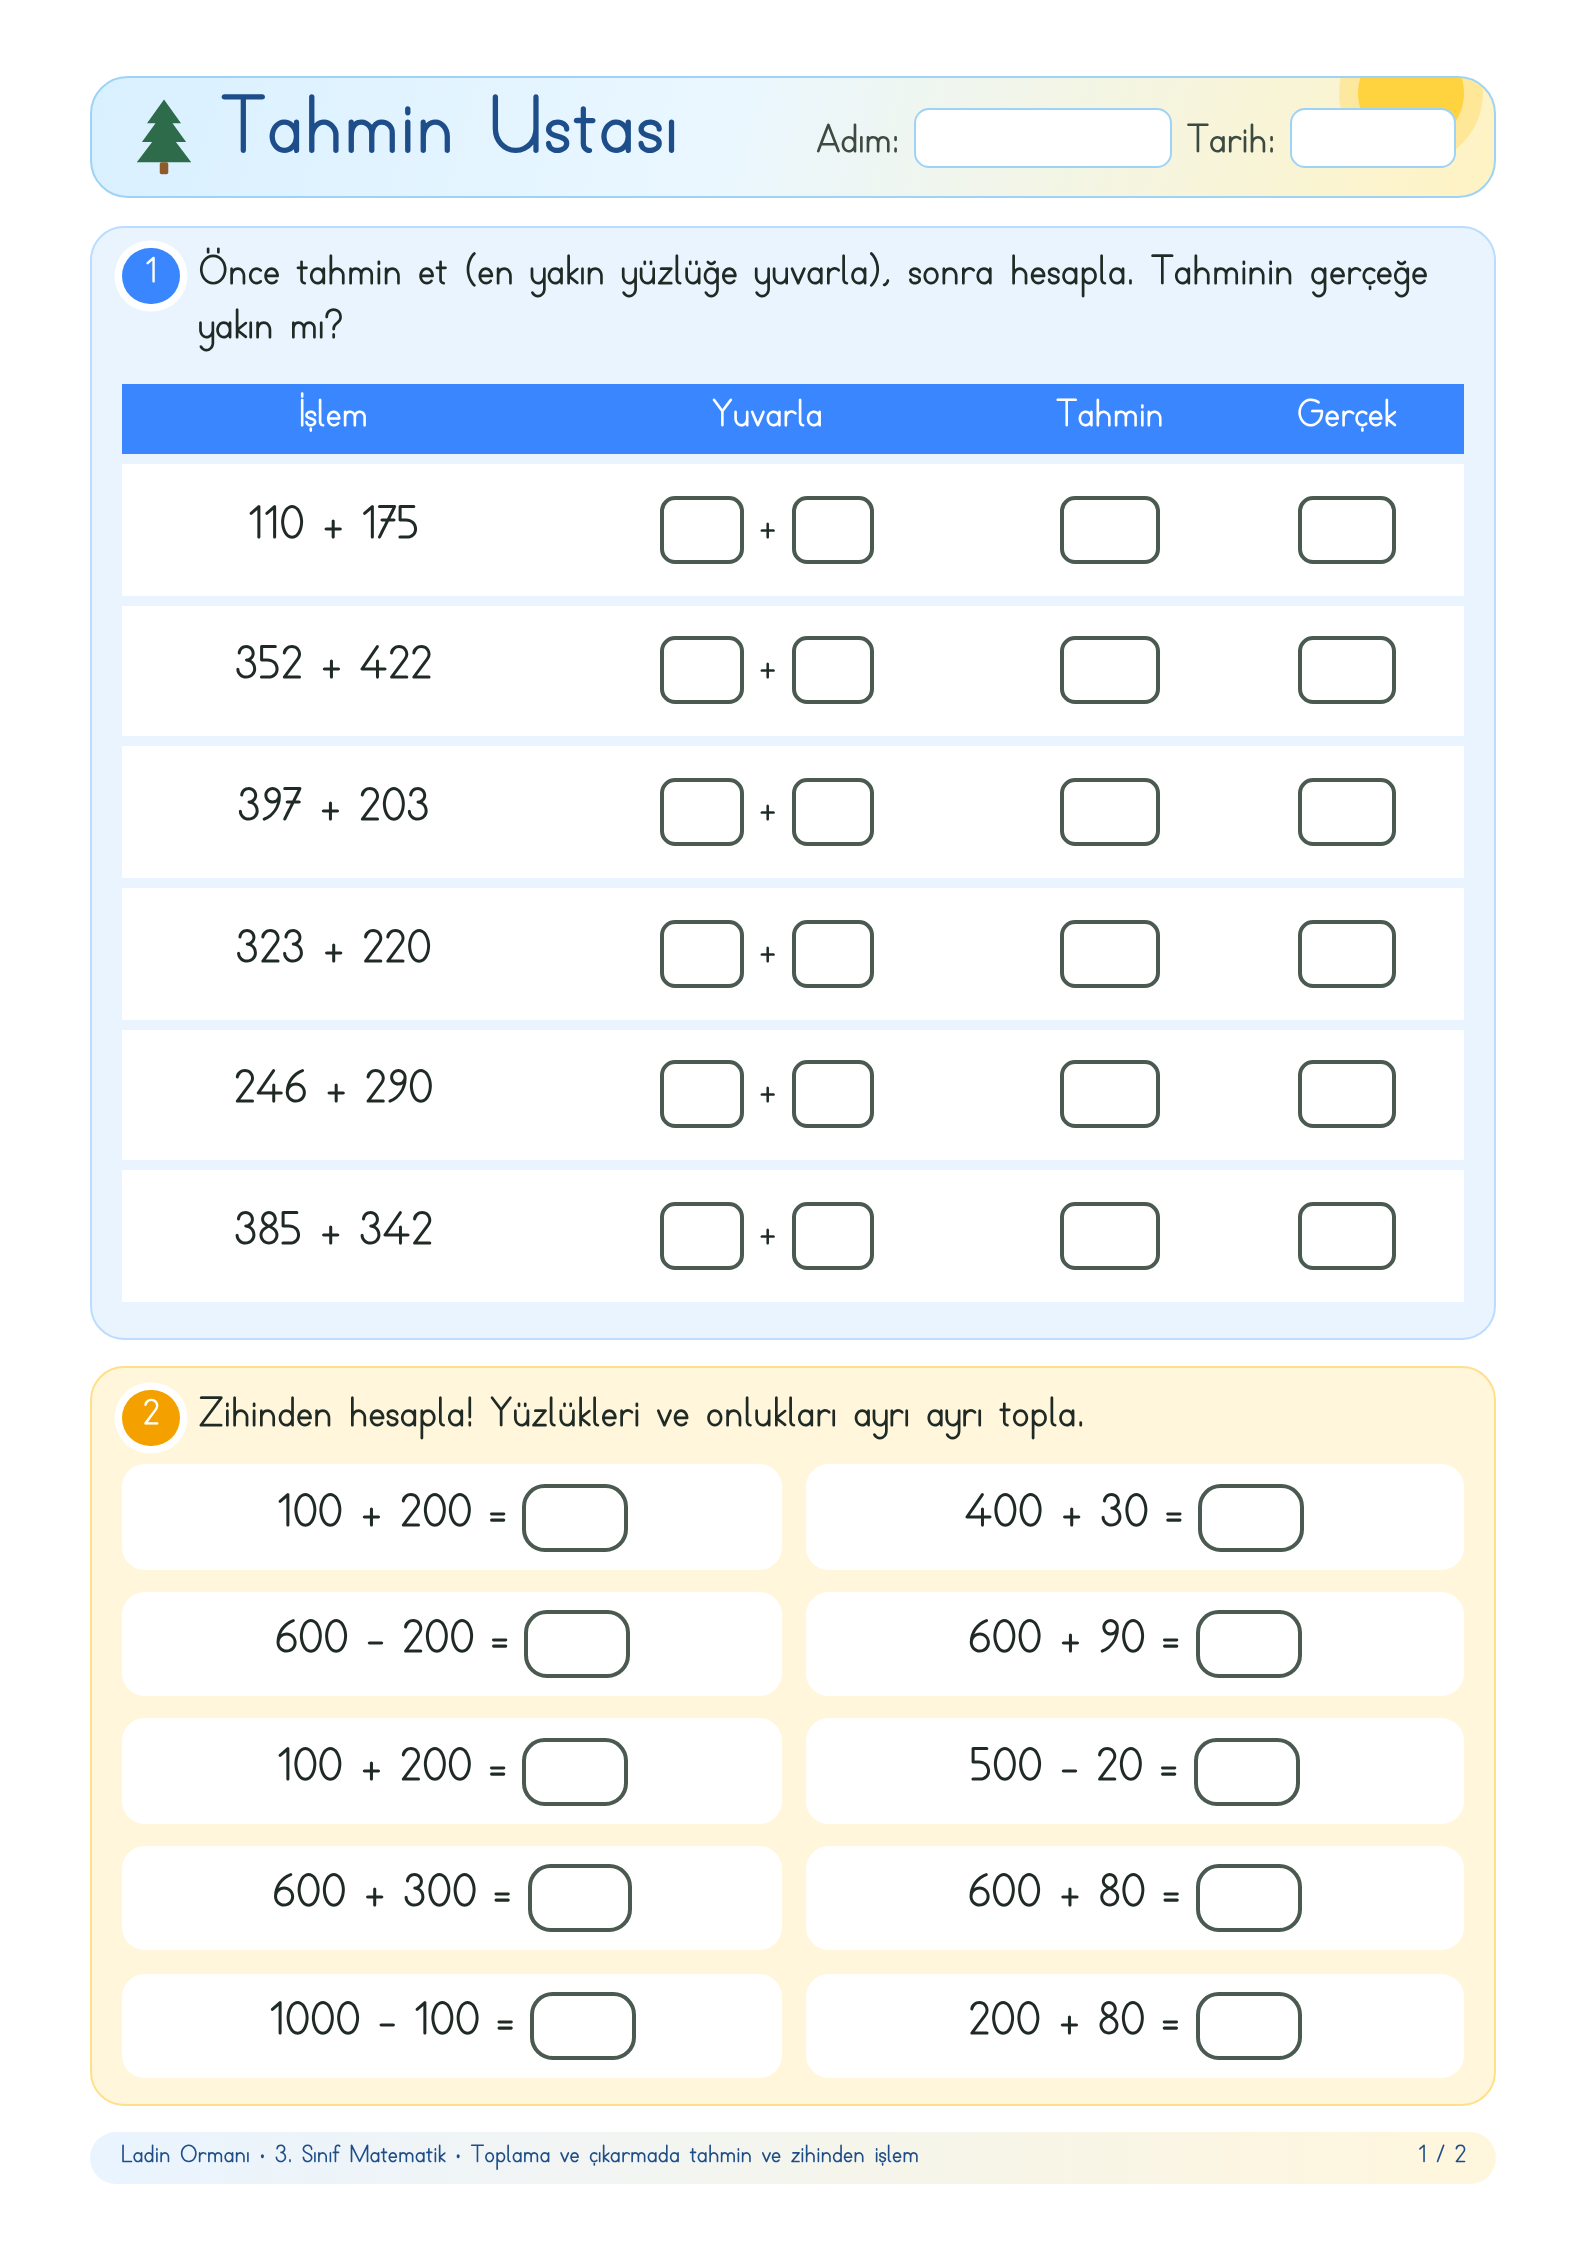 Tahmin Ustası
Adım:
Tarih:
1
Önce tahmin et (en yakın yüzlüğe yuvarla), sonra hesapla. Tahminin gerçeğe
yakın mı?
İşlem Yuvarla Tahmin Gerçek
110 + 175 +
352 + 422 +
397 + 203 +
323 + 220 +
246 + 290 +
385 + 342 +
2
Zihinden hesapla! Yüzlükleri ve onlukları ayrı ayrı topla.
100 + 200 =
400 + 30 =
600 - 200 =
600 + 90 =
100 + 200 =
500 - 20 =
600 + 300 =
600 + 80 =
1000 - 100 =
200 + 80 =
Ladin Ormanı • 3. Sınıf Matematik • Toplama ve çıkarmada tahmin ve zihinden işlem
1 / 2